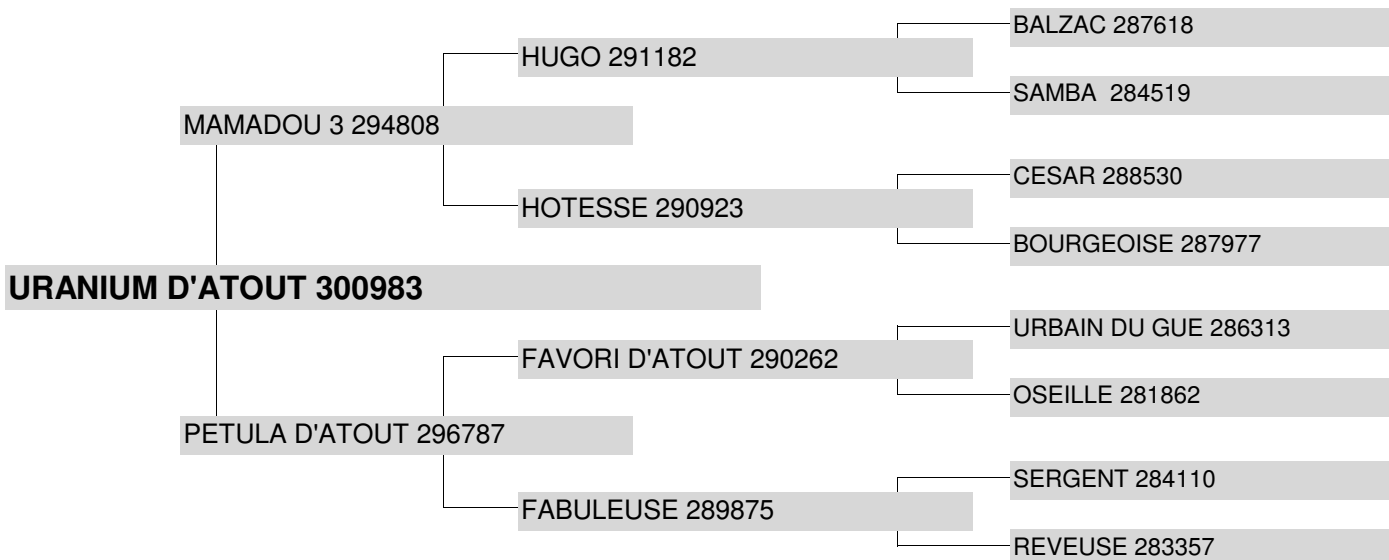 BALZAC 287618
HUGO 291182
SAMBA 284519
MAMADOU 3 294808
CESAR 288530
HOTESSE 290923
BOURGEOISE 287977
URANIUM D'ATOUT 300983
URBAIN DU GUE 286313
FAVORI D'ATOUT 290262
OSEILLE 281862
PETULA D'ATOUT 296787
SERGENT 284110
FABULEUSE 289875
REVEUSE 283357